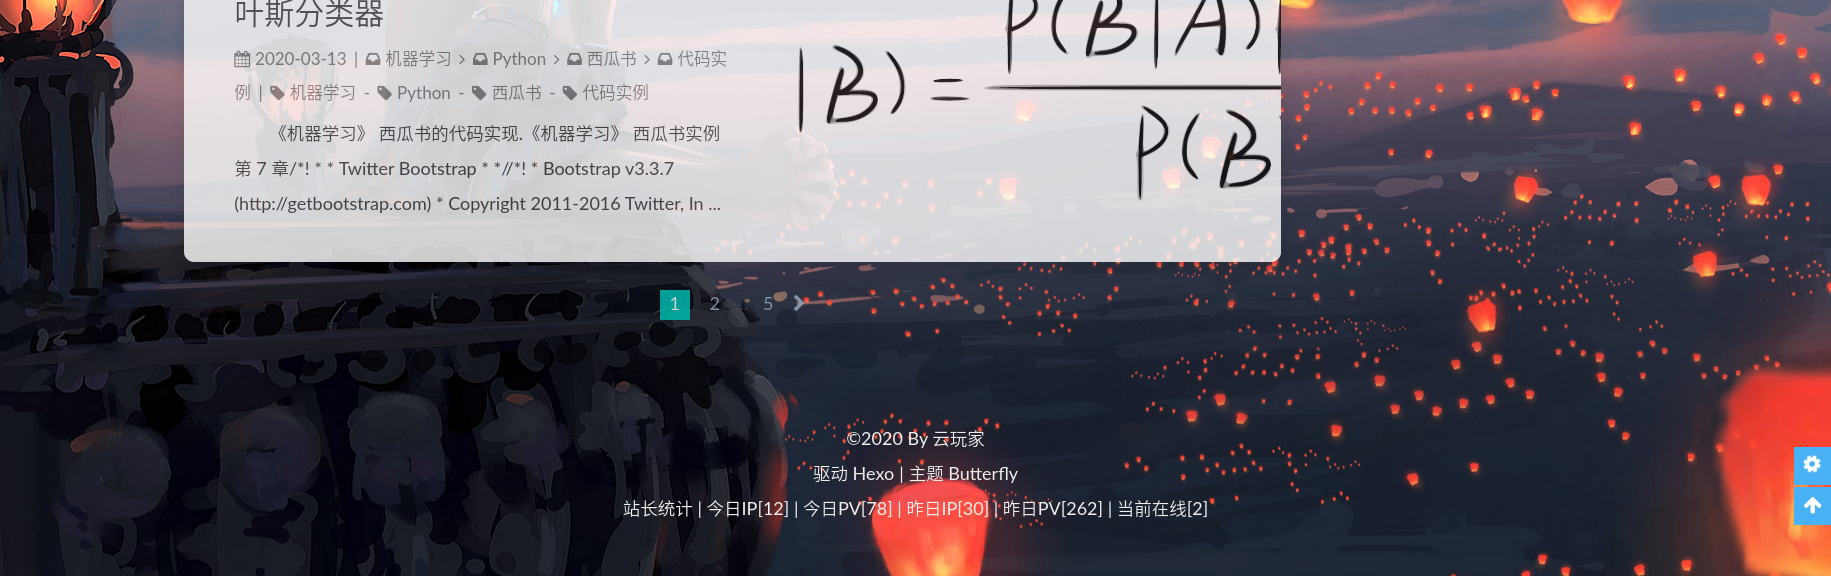 叶斯分类器
2020-03-13 | 机器学习 > Python > 西瓜书 > 代码实
例 | 机器学习 - Python - 西瓜书 - 代码实例
《机器学习》 西瓜书的代码实现.《机器学习》 西瓜书实例
第 7 章/*! * * Twitter Bootstrap * *//*! * Bootstrap v3.3.7
(http://getbootstrap.com) * Copyright 2011-2016 Twitter, In ...
P(B|A)
|B) =
P(B
1 2 5
©2020 By 云玩家
驱动 Hexo | 主题 Butterfly
站长统计 | 今日IP[12] | 今日PV[78] | 昨日IP[30] | 昨日PV[262] | 当前在线[2]